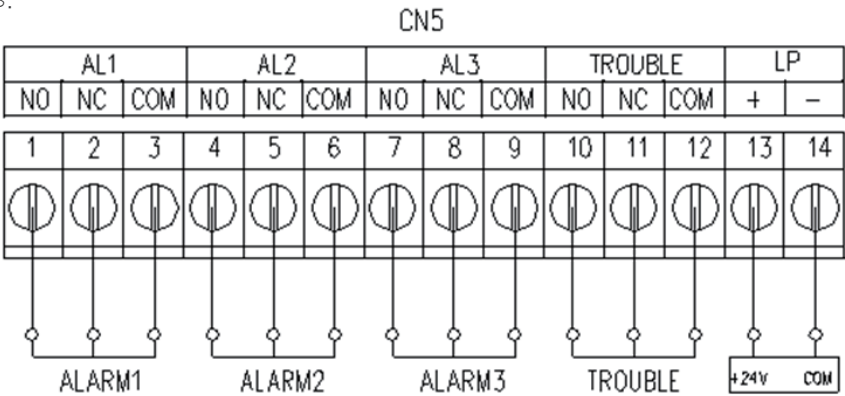 CN5
AL1 AL2 AL3 TROUBLE LP
NO NC COM NO NC COM NO NC COM NO NC COM + −
1 2 3 4 5 6 7 8 9 10 11 12 13 14
ALARM1 ALARM2 ALARM3 TROUBLE +24V COM